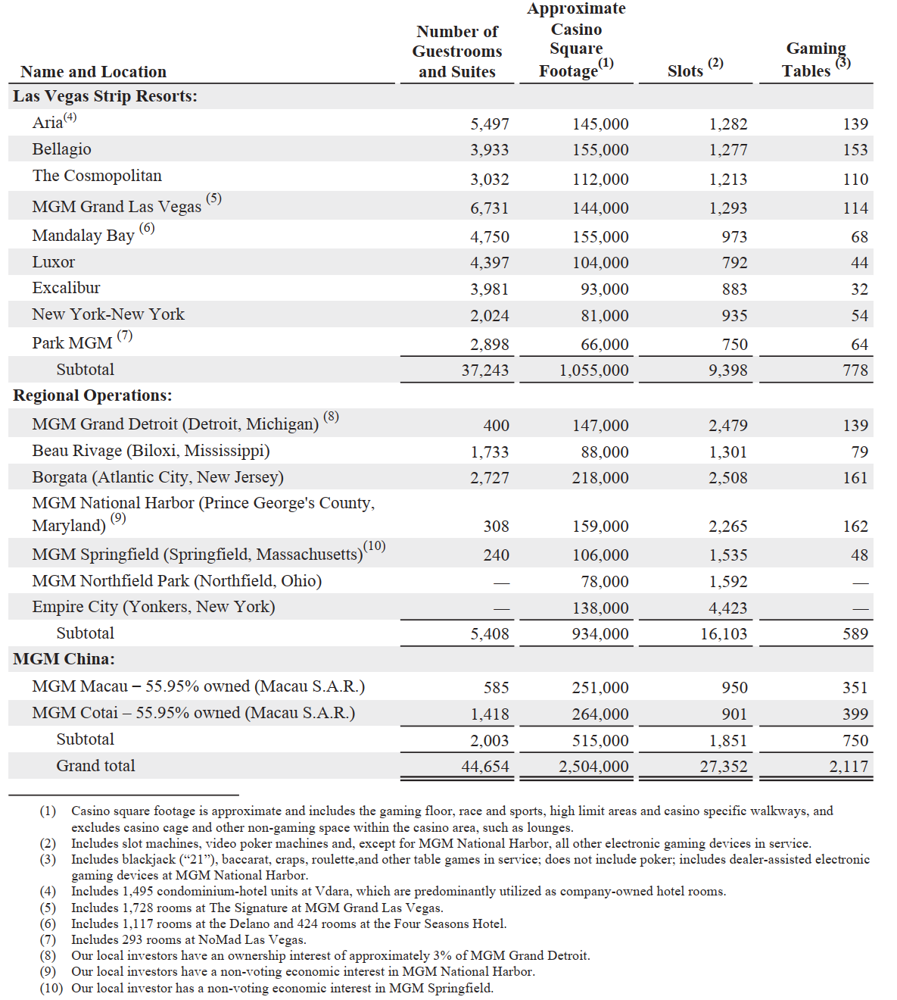 Name and Location Number of Guestrooms and Suites Approximate Casino Square Footage(1) Slots (2) Gaming Tables (3)
Las Vegas Strip Resorts:
Aria(4) 5,497 145,000 1,282 139
Bellagio 3,933 155,000 1,277 153
The Cosmopolitan 3,032 112,000 1,213 110
MGM Grand Las Vegas (5) 6,731 144,000 1,293 114
Mandalay Bay (6) 4,750 155,000 973 68
Luxor 4,397 104,000 792 44
Excalibur 3,981 93,000 883 32
New York-New York 2,024 81,000 935 54
Park MGM (7) 2,898 66,000 750 64
Subtotal 37,243 1,055,000 9,398 778
Regional Operations:
MGM Grand Detroit (Detroit, Michigan) (8) 400 147,000 2,479 139
Beau Rivage (Biloxi, Mississippi) 1,733 88,000 1,301 79
Borgata (Atlantic City, New Jersey) 2,727 218,000 2,508 161
MGM National Harbor (Prince George's County,
Maryland) (9) 308 159,000 2,265 162
MGM Springfield (Springfield, Massachusetts)(10) 240 106,000 1,535 48
MGM Northfield Park (Northfield, Ohio) — 78,000 1,592 —
Empire City (Yonkers, New York) — 138,000 4,423 —
Subtotal 5,408 934,000 16,103 589
MGM China:
MGM Macau – 55.95% owned (Macau S.A.R.) 585 251,000 950 351
MGM Cotai – 55.95% owned (Macau S.A.R.) 1,418 264,000 901 399
Subtotal 2,003 515,000 1,851 750
Grand total 44,654 2,504,000 27,352 2,117
(1) Casino square footage is approximate and includes the gaming floor, race and sports, high limit areas and casino specific walkways, and
excludes casino cage and other non-gaming space within the casino area, such as lounges.
(2) Includes slot machines, video poker machines and, except for MGM National Harbor, all other electronic gaming devices in service.
(3) Includes blackjack (“21”), baccarat, craps, roulette,and other table games in service; does not include poker; includes dealer-assisted electronic
gaming devices at MGM National Harbor.
(4) Includes 1,495 condominium-hotel units at Vdara, which are predominantly utilized as company-owned hotel rooms.
(5) Includes 1,728 rooms at The Signature at MGM Grand Las Vegas.
(6) Includes 1,117 rooms at the Delano and 424 rooms at the Four Seasons Hotel.
(7) Includes 293 rooms at NoMad Las Vegas.
(8) Our local investors have an ownership interest of approximately 3% of MGM Grand Detroit.
(9) Our local investors have a non-voting economic interest in MGM National Harbor.
(10) Our local investor has a non-voting economic interest in MGM Springfield.